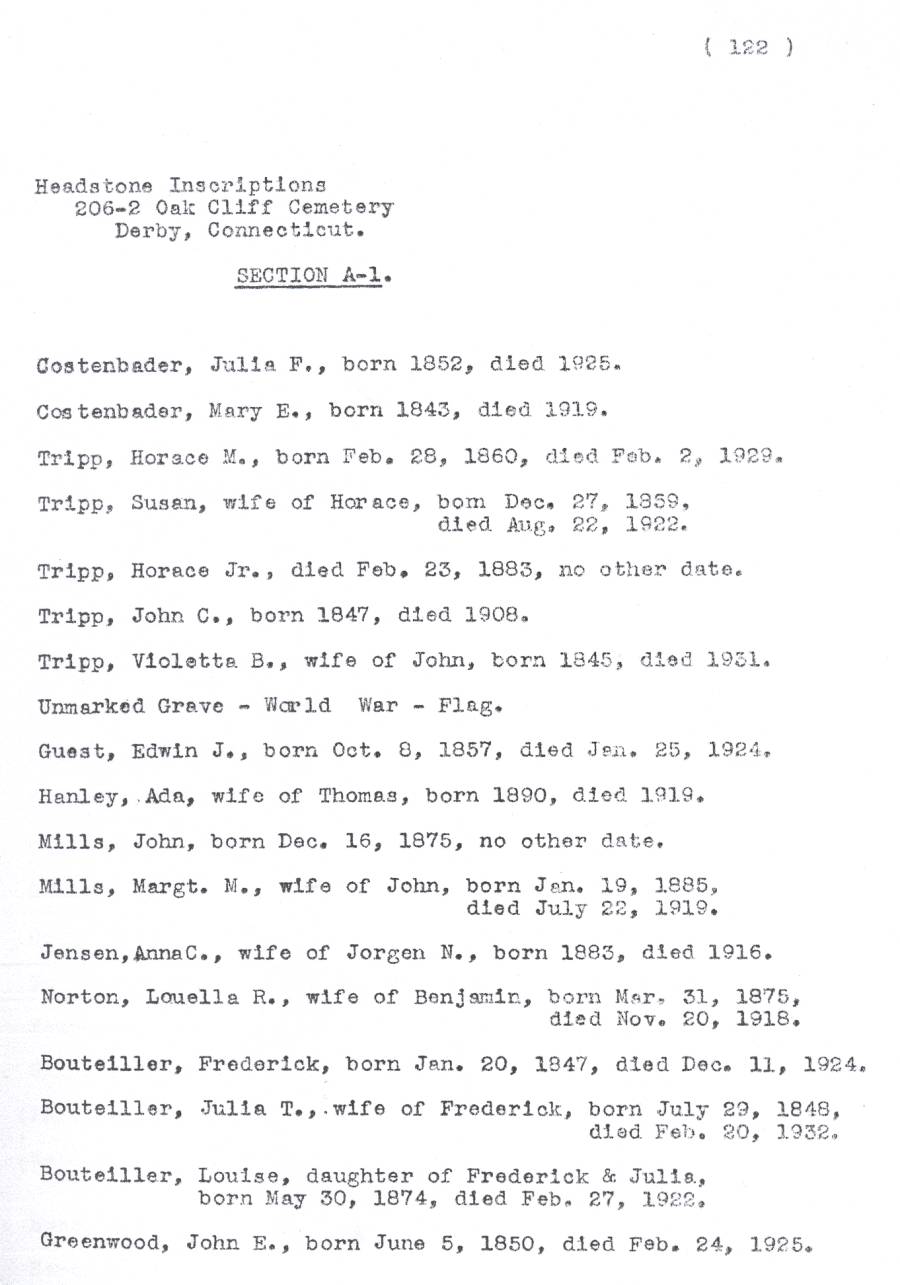 ( 122 )
Headstone Inscriptions
206-2 Oak Cliff Cemetery
Derby, Connecticut.
SECTION A-1.
Costenbader, Julia F., born 1852, died 1925.
Costenbader, Mary E., born 1843, died 1919.
Tripp, Horace M., born Feb. 28, 1860, died Feb. 2, 1929.
Tripp, Susan, wife of Horace, born Dec. 27, 1859,
died Aug. 22, 1922.
Tripp, Horace Jr., died Feb. 23, 1883, no other date.
Tripp, John C., born 1847, died 1908.
Tripp, Violetta B., wife of John, born 1845, died 1931.
Unmarked Grave - World War - Flag.
Guest, Edwin J., born Oct. 8, 1857, died Jan. 25, 1924.
Hanley, Ada, wife of Thomas, born 1890, died 1919.
Mills, John, born Dec. 16, 1875, no other date.
Mills, Margt. M., wife of John, born Jan. 19, 1885,
died July 22, 1919.
Jensen, Anna C., wife of Jorgen N., born 1883, died 1916.
Norton, Louella R., wife of Benjamin, born Mar. 31, 1875,
died Nov. 20, 1918.
Bouteiller, Frederick, born Jan. 20, 1847, died Dec. 11, 1924.
Bouteiller, Julia T., wife of Frederick, born July 29, 1848,
died Feb. 20, 1932.
Bouteiller, Louise, daughter of Frederick & Julia,
born May 30, 1874, died Feb. 27, 1922.
Greenwood, John E., born June 5, 1850, died Feb. 24, 1925.